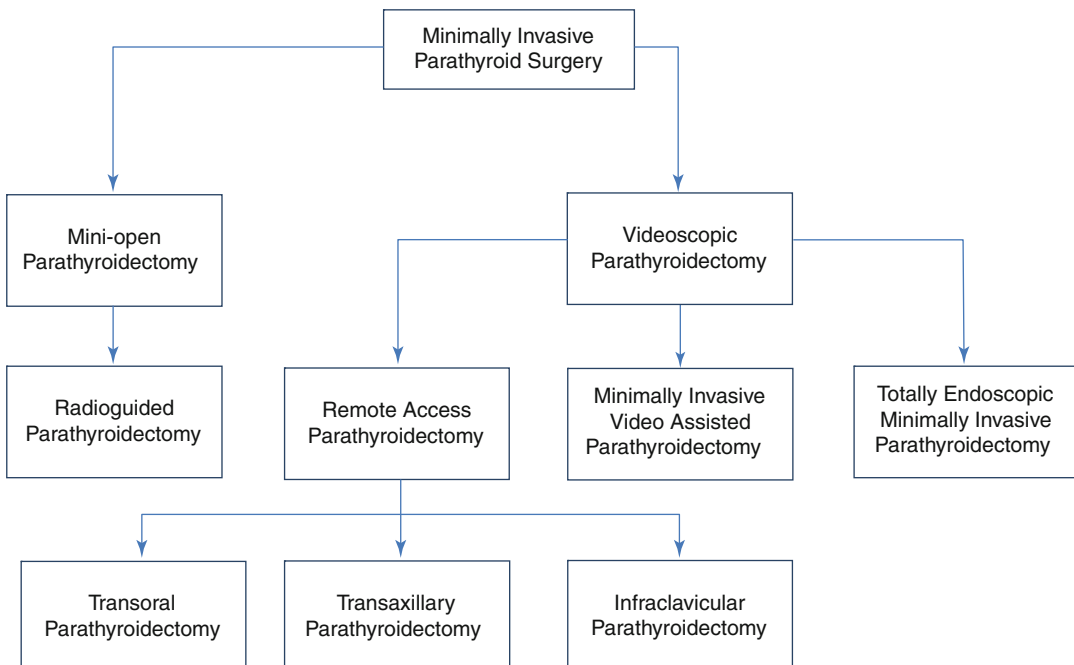 Minimally Invasive
Parathyroid Surgery
Mini-open
Parathyroidectomy
Videoscopic
Parathyroidectomy
Radioguided
Parathyroidectomy
Remote Access
Parathyroidectomy
Minimally Invasive
Video Assisted
Parathyroidectomy
Totally Endoscopic
Minimally Invasive
Parathyroidectomy
Transoral
Parathyroidectomy
Transaxillary
Parathyroidectomy
Infraclavicular
Parathyroidectomy